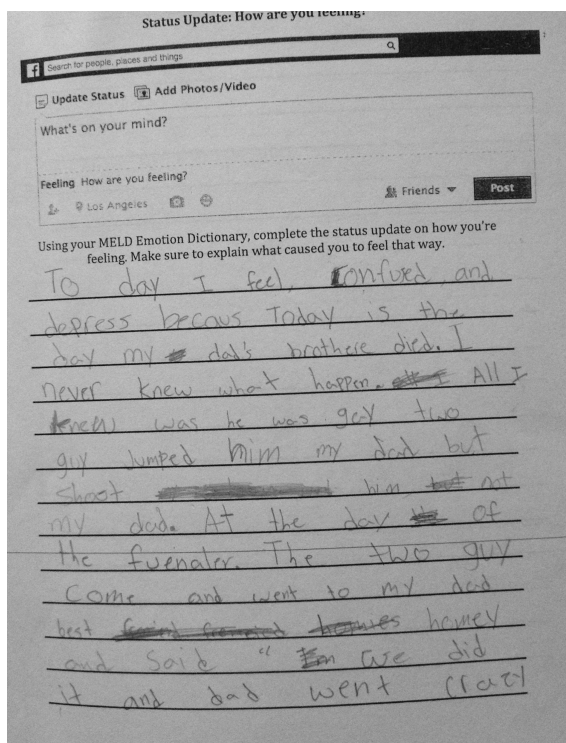 Status Update: How are you feeling?
f Search for people, places and things
Update Status Add Photos/Video
What's on your mind?
Feeling How are you feeling?
Los Angeles Friends Post
Using your MELD Emotion Dictionary, complete the status update on how you're
feeling. Make sure to explain what caused you to feel that way.
To day I feel, confused and
depress becaus Today is the
day my dad's brothere died. I
never knew what happen. All I
knew was he was gay two
guy Jumped him my dad but
shoot him not
my dad. At the day of
the fuenaler. The two guy
come and went to my dad
best homey
and said " we did
it and dad went crazy